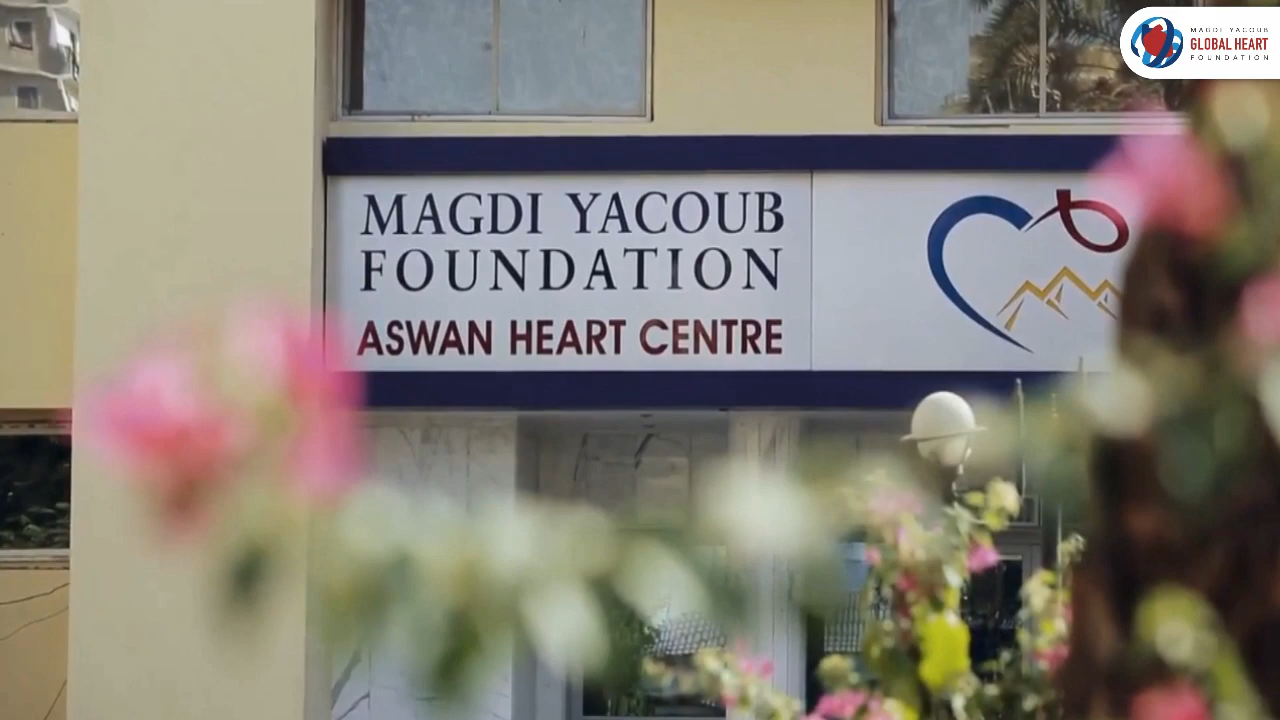 MAGDI YACOUB
GLOBAL HEART
FOUNDATION
MAGDI YACOUB
FOUNDATION
ASWAN HEART CENTRE